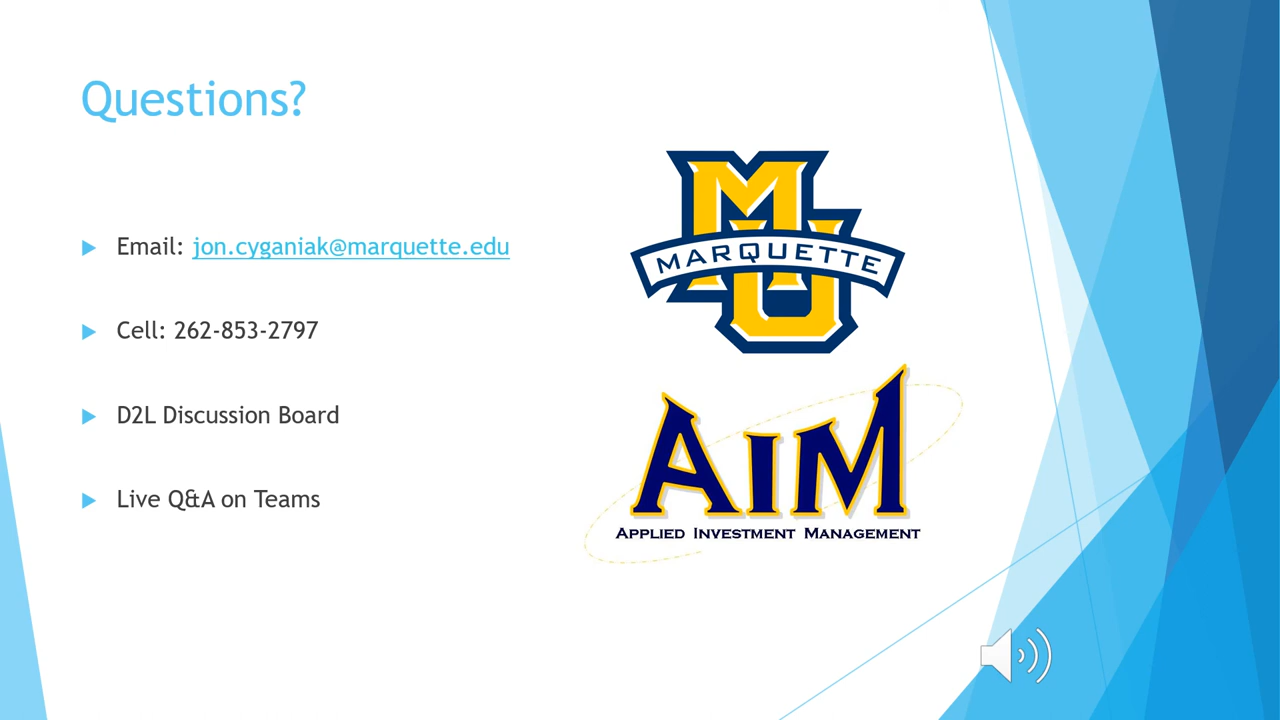 Questions?
Email: jon.cyganiak@marquette.edu
Cell: 262-853-2797
D2L Discussion Board
Live Q&A on Teams
MU
MARQUETTE
AIM
APPLIED INVESTMENT MANAGEMENT